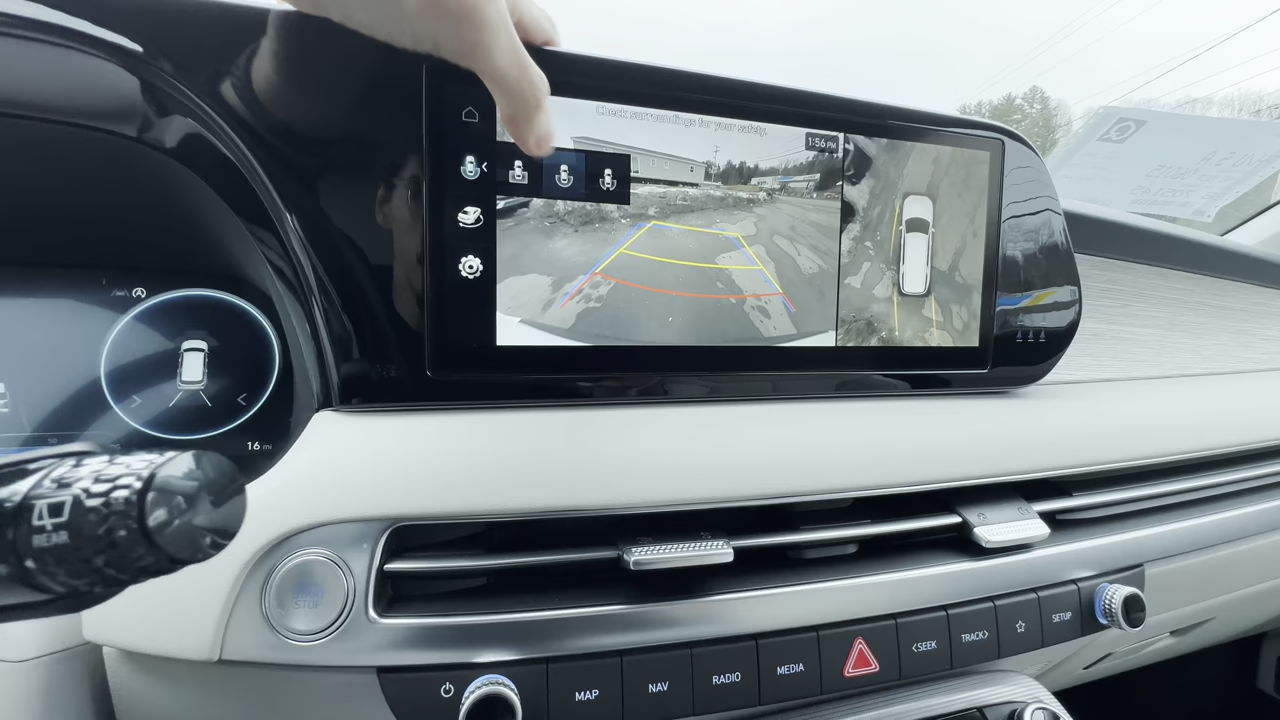 Check surroundings for your safety.
1:56 PM
50
16 mi
REAR
STOP
MAP
NAV
RADIO
MEDIA
<SEEK
TRACK>
SETUP